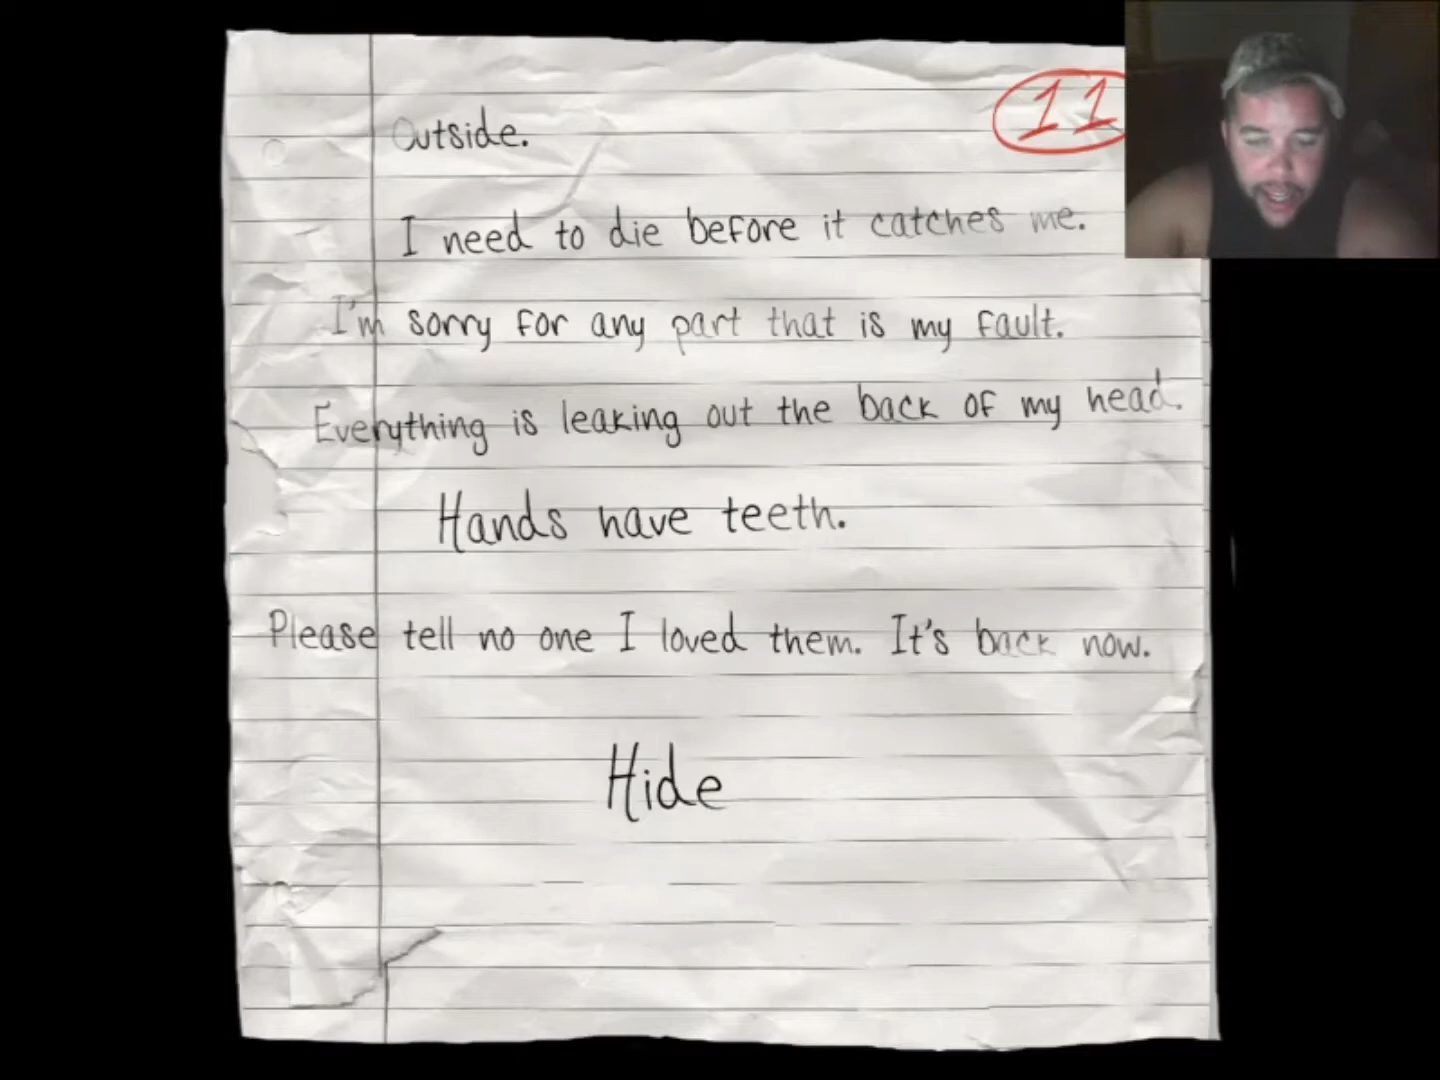 11
Outside.
I need to die before it catches me.
I'm sorry for any part that is my fault.
Everything is leaking out the back of my head.
Hands have teeth.
Please tell no one I loved them. It's back now.
Hide